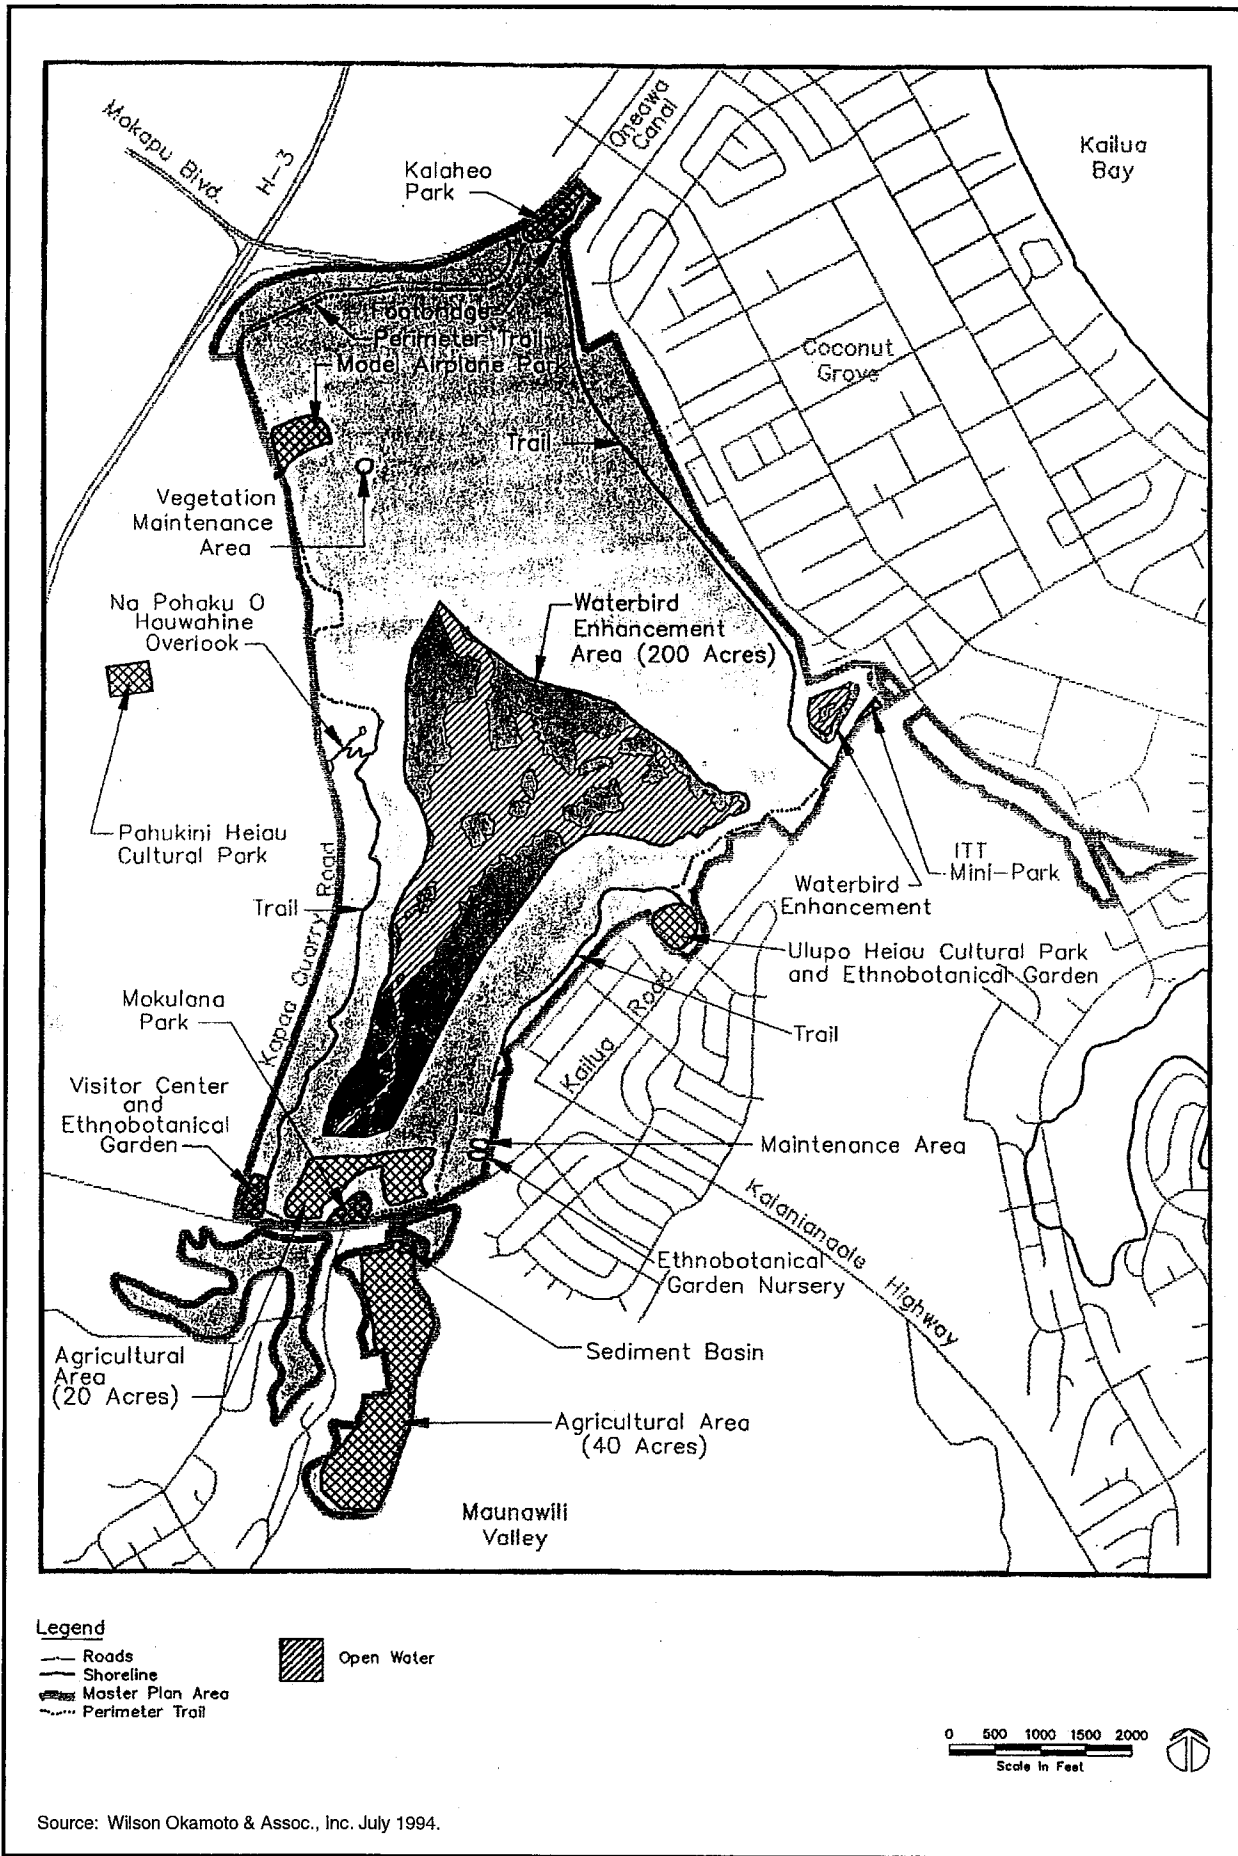 Mokapu Blvd.
H-3
Oneawa
Canal
Kailua
Bay
Kalaheo
Park
Footbridge
Perimeter Trail
Model Airplane Park
Coconut
Grove
Trail
Vegetation
Maintenance
Area
Na Pohaku O
Hauwahine
Overlook
Waterbird
Enhancement
Area (200 Acres)
Pahukini Heiau
Cultural Park
Kapaa Quarry Road
Trail
ITT
Mini-Park
Waterbird
Enhancement
Ulupo Heiau Cultural Park
and Ethnobotanical Garden
Mokulana
Park
Kailua Road
Trail
Visitor Center
and
Ethnobotanical
Garden
Maintenance Area
Kalanianaole Highway
Ethnobotanical
Garden Nursery
Sediment Basin
Agricultural
Area
(20 Acres)
Agricultural Area
(40 Acres)
Maunawili
Valley
Legend
Roads
Shoreline
Master Plan Area
Perimeter Trail
Open Water
0 500 1000 1500 2000
Scale In Feet
Source: Wilson Okamoto & Assoc., Inc. July 1994.